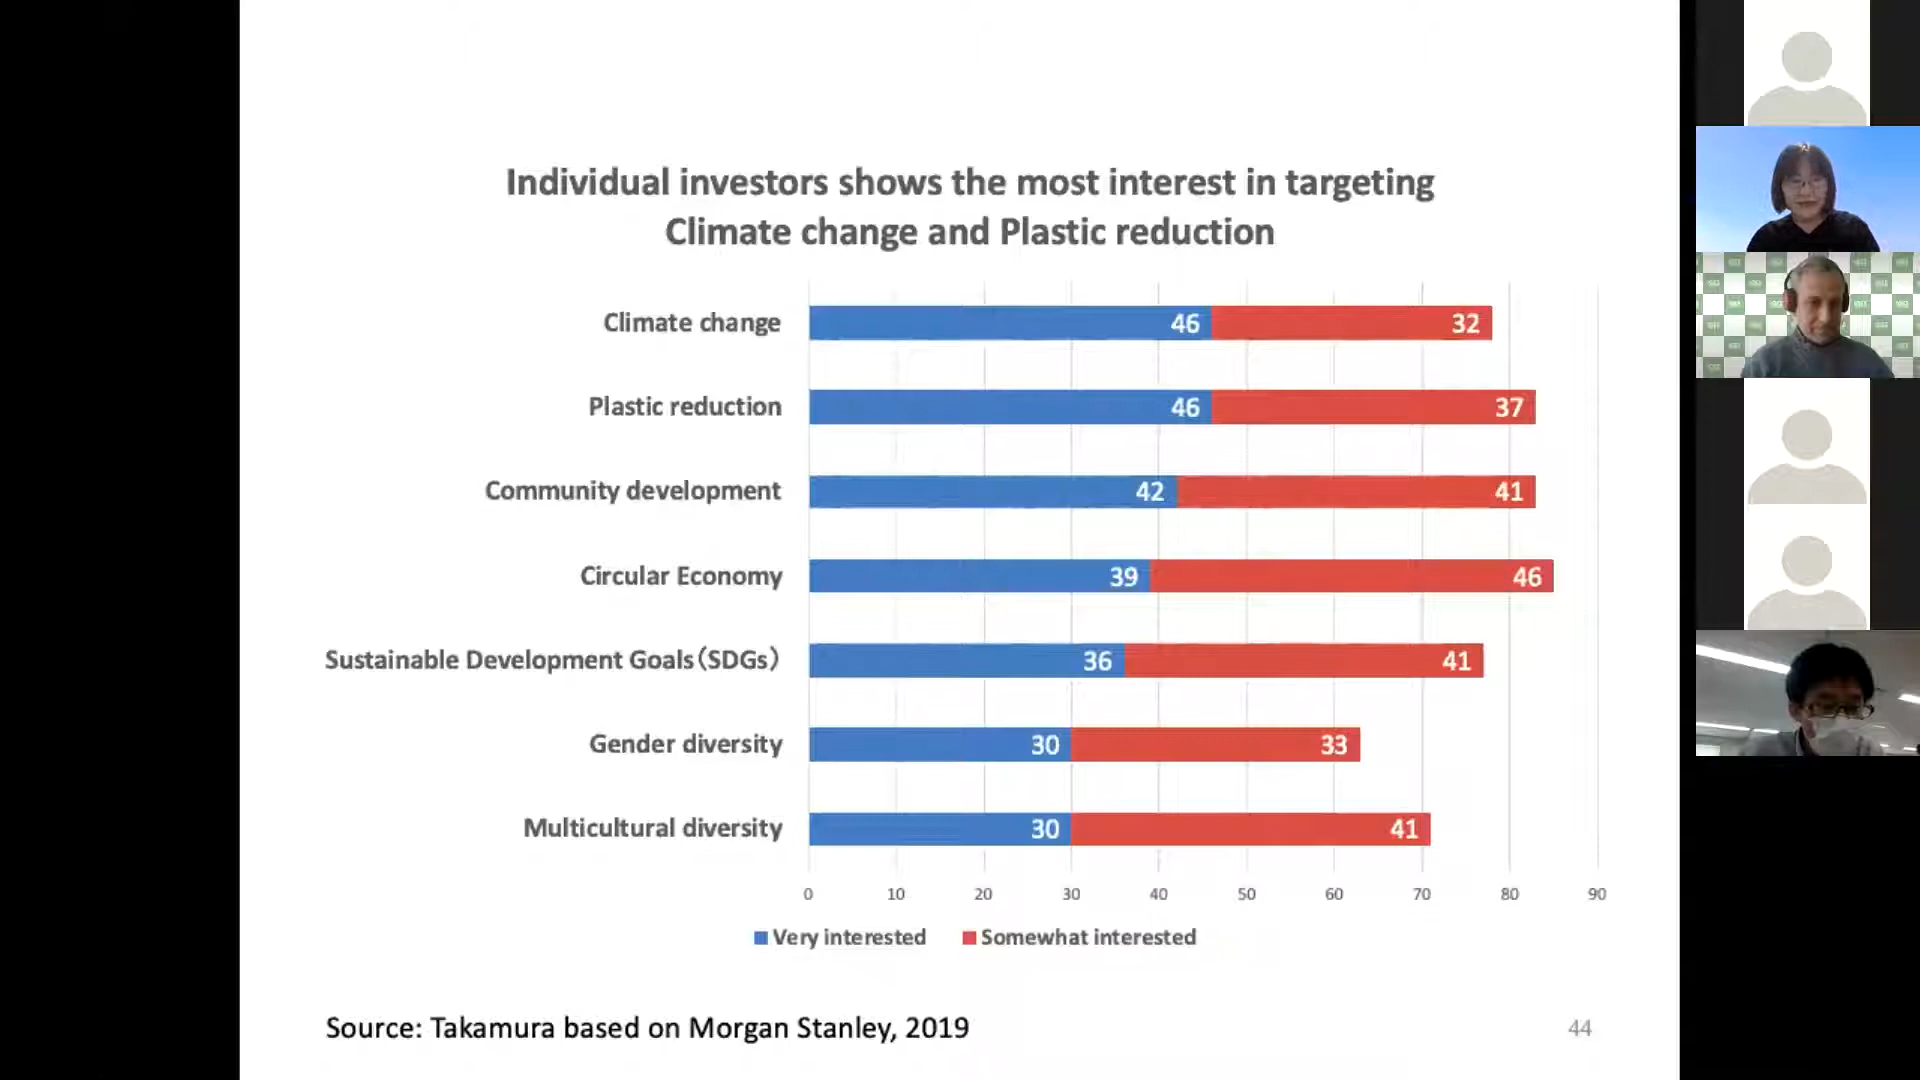 Individual investors shows the most interest in targeting
Climate change and Plastic reduction
Climate change 46 32
Plastic reduction 46 37
Community development 42 41
Circular Economy 39 46
Sustainable Development Goals（SDGs） 36 41
Gender diversity 30 33
Multicultural diversity 30 41
0 10 20 30 40 50 60 70 80 90
Very interested Somewhat interested
Source: Takamura based on Morgan Stanley, 2019
44